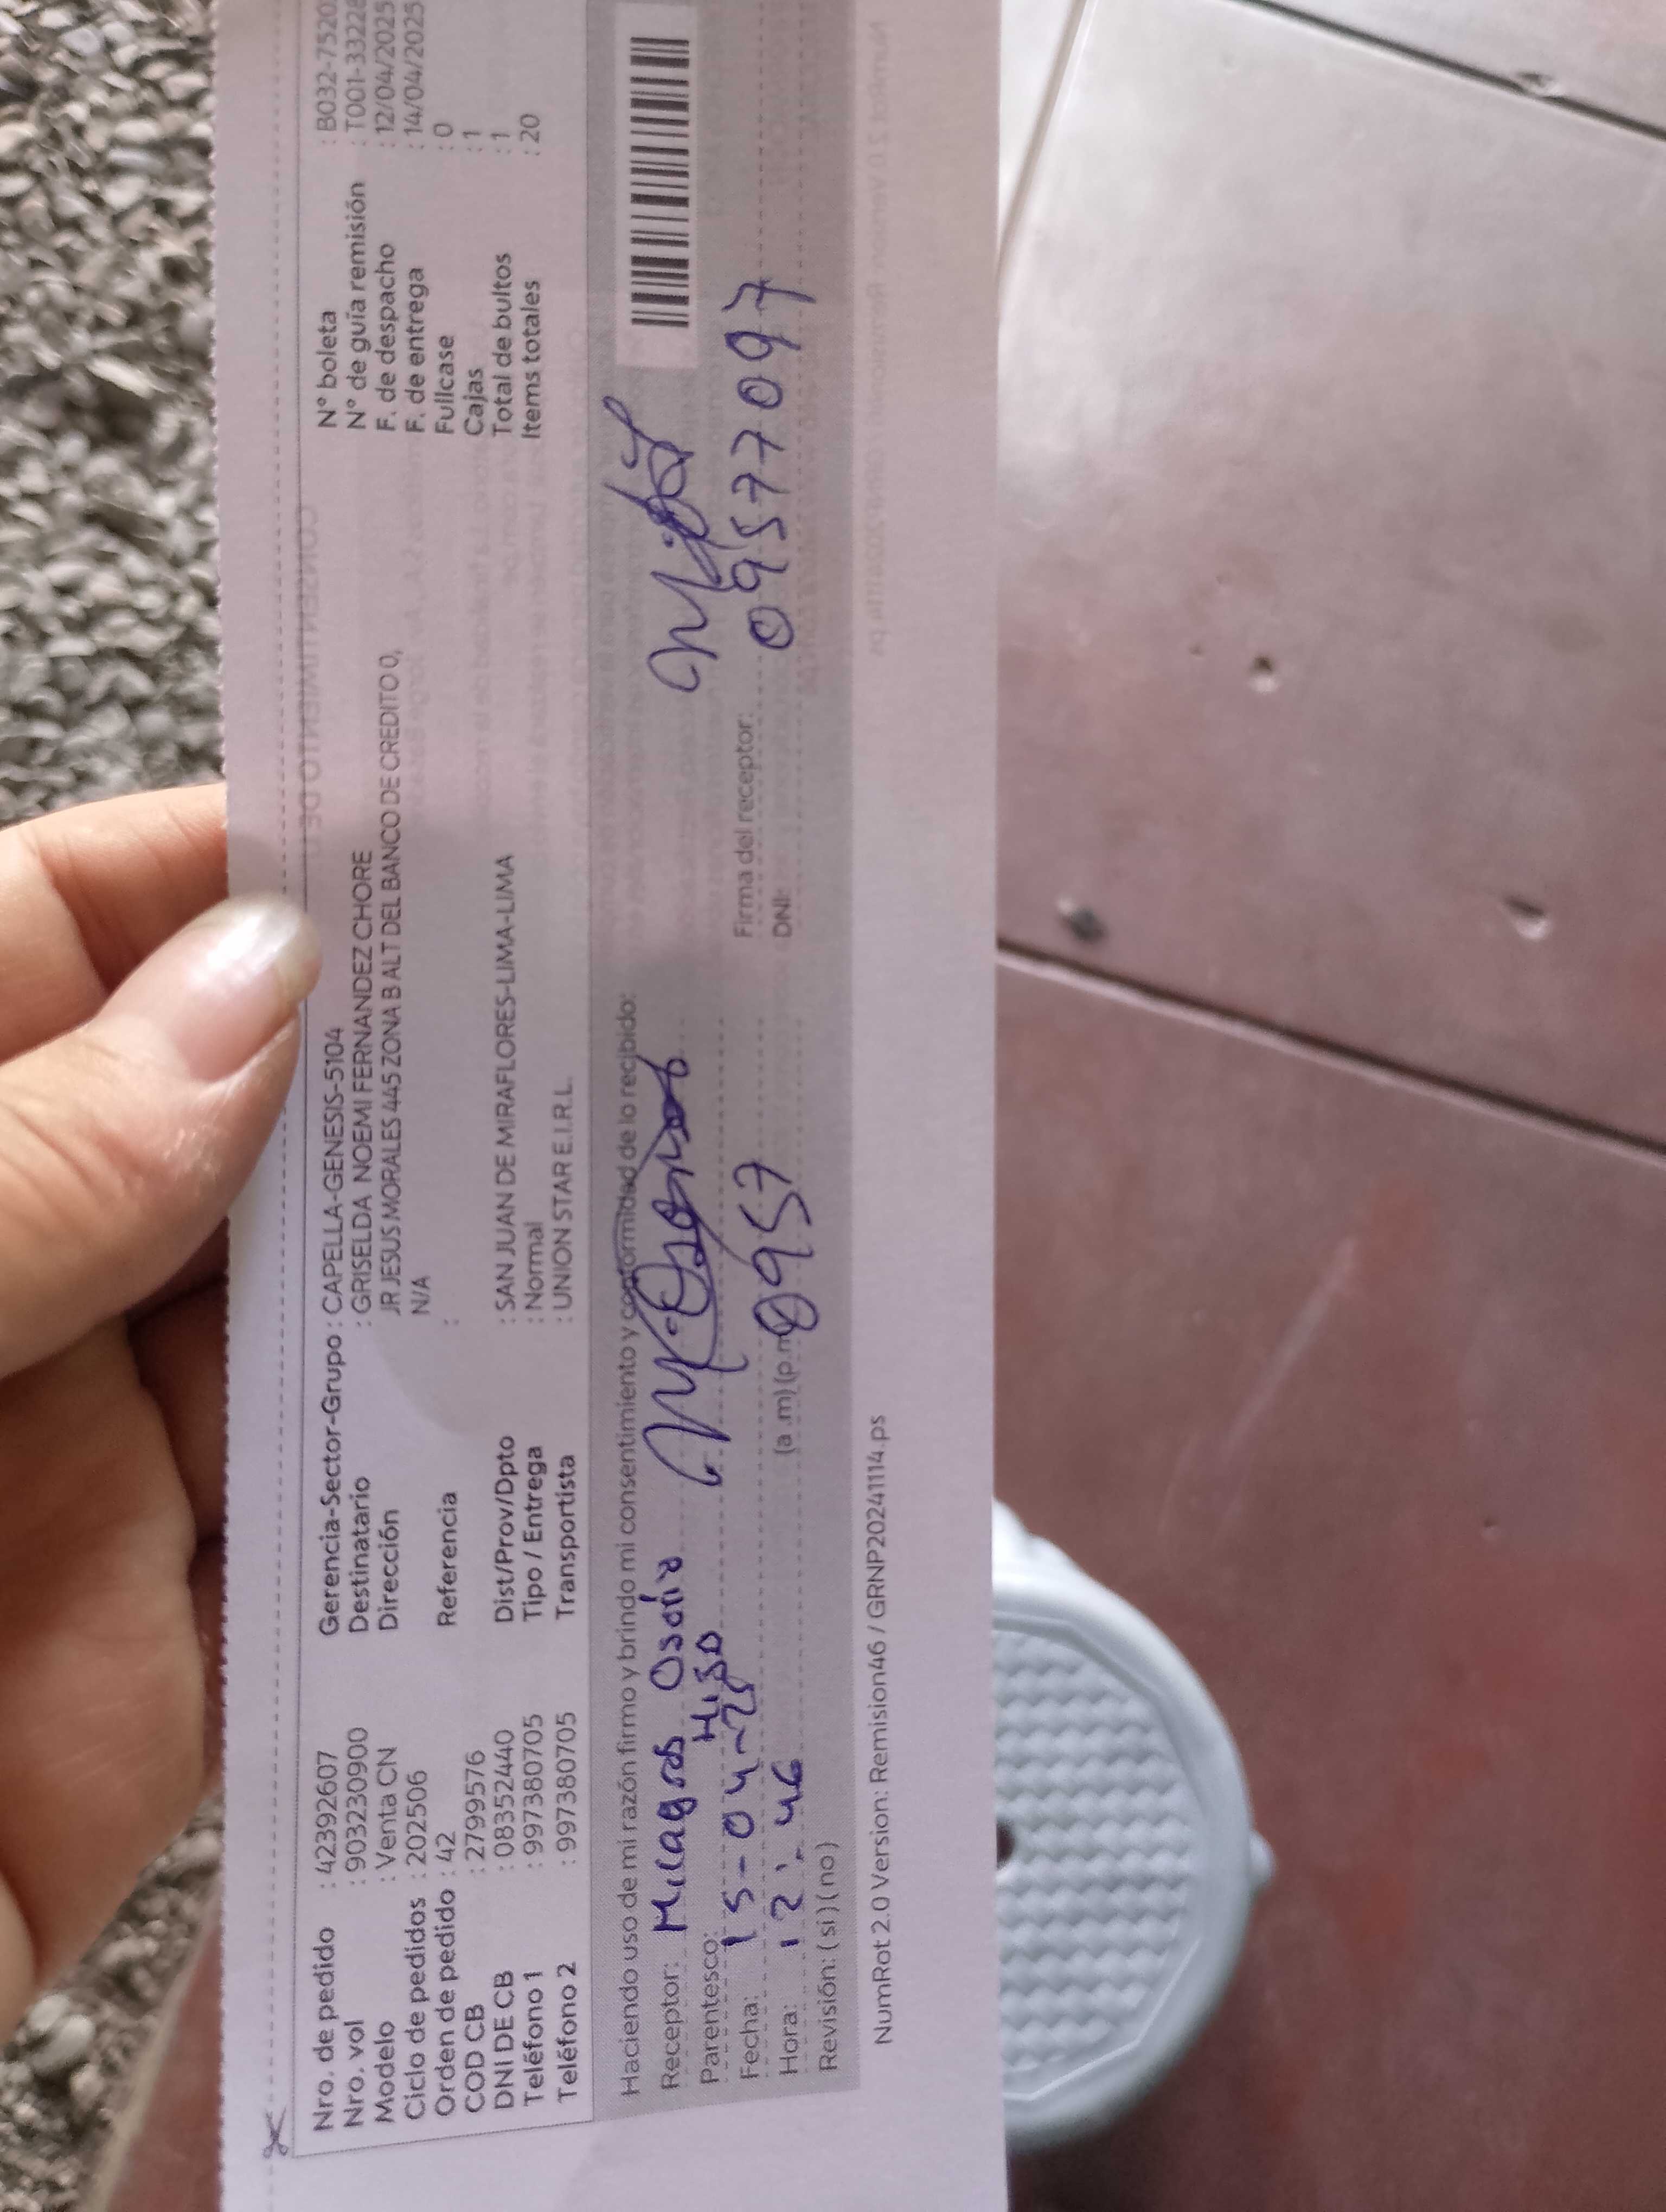 Nro. de pedido : 42392607 Gerencia-Sector-Grupo : CAPELLA-GENESIS-5104 N° boleta : B032-7520
Nro. vol : 903230900 Destinatario : GRISELDA NOEMI FERNANDEZ CHORE N° de guía remisión : T001-33228
Modelo : Venta CN Dirección JR JESUS MORALES 445 ZONA B ALT DEL BANCO DE CREDITO 0, F. de despacho : 12/04/2025
Ciclo de pedidos : 202506 N/A F. de entrega : 14/04/2025
Orden de pedido : 42 Referencia : Fullcase : 0
COD CB : 2799576 Cajas : 1
DNI DE CB : 08352440 Dist/Prov/Dpto : SAN JUAN DE MIRAFLORES-LIMA-LIMA Total de bultos : 1
Teléfono 1 : 997380705 Tipo / Entrega : Normal Items totales : 20
Teléfono 2 : 997380705 Transportista : UNION STAR E.I.R.L.
Haciendo uso de mi razón firmo y brindo mi consentimiento y conformidad de lo recibido:
Receptor: Milagros Osorio
Parentesco:
Fecha: 15-04-25 Firma del receptor:
Hora: 12:46 (a.m) (p.m) 0957 DNI: 09577097
Revisión: (si) (no)
NumRot 2.0 Version: Remision46 / GRNP20241114.ps